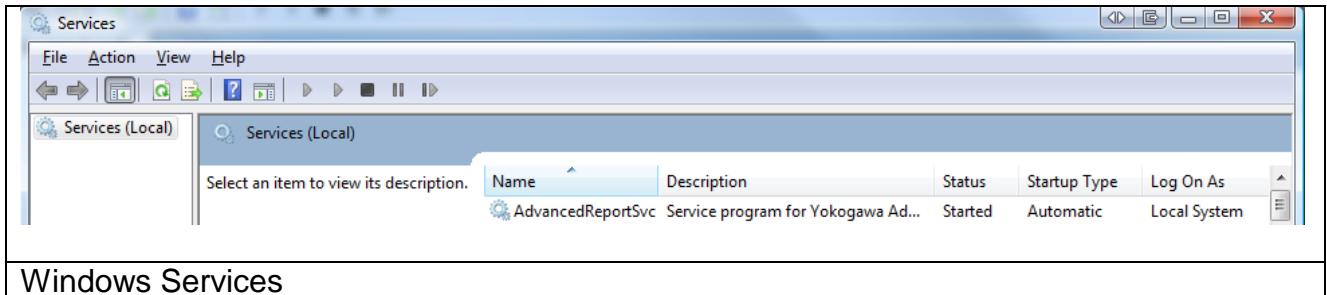 Services
File Action View Help
Services (Local)
Services (Local)
Select an item to view its description.
Name Description Status Startup Type Log On As
AdvancedReportSvc Service program for Yokogawa Ad... Started Automatic Local System
Windows Services